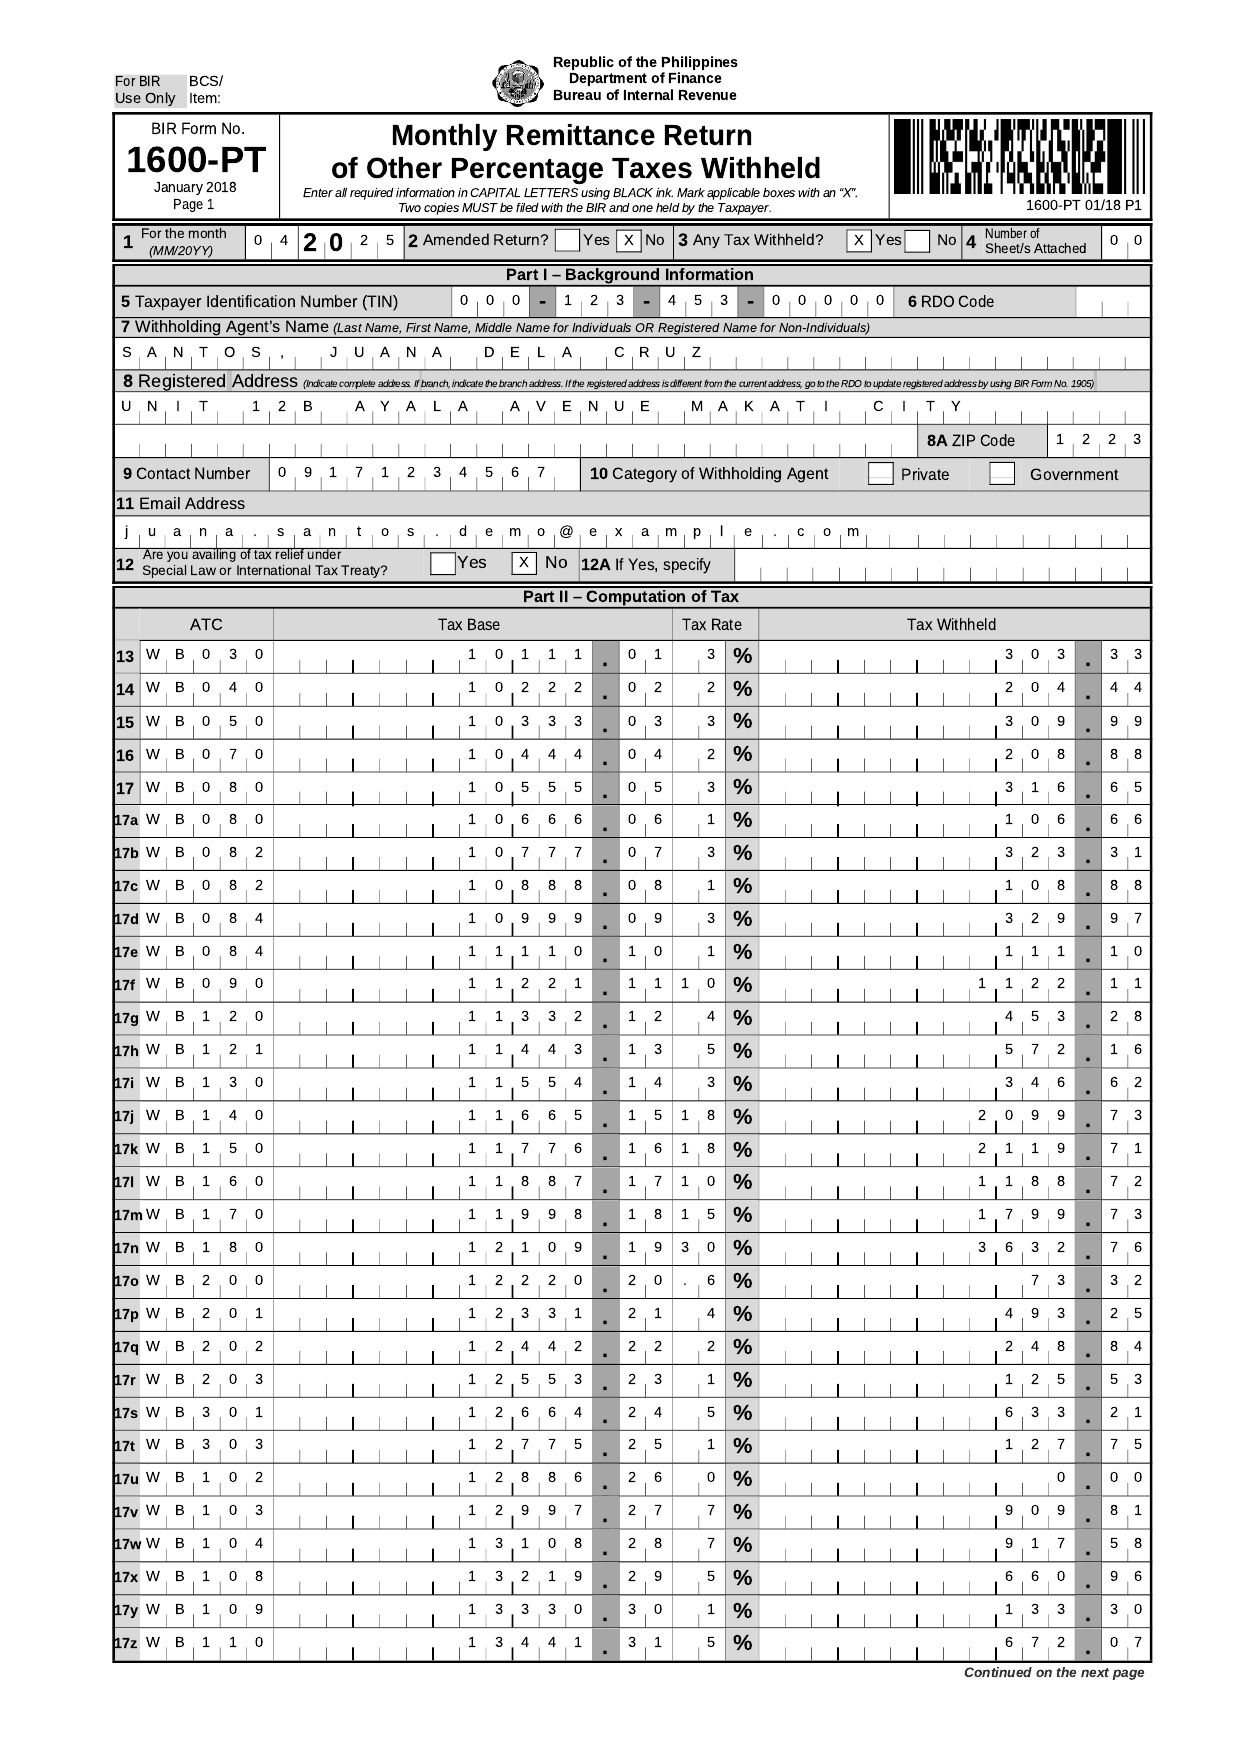 Republic of the Philippines
Department of Finance
Bureau of Internal Revenue
For BIR Use Only
BCS/ Item:
BIR Form No.
1600-PT
January 2018
Page 1
Monthly Remittance Return
of Other Percentage Taxes Withheld
Enter all required information in CAPITAL LETTERS using BLACK ink. Mark applicable boxes with an “X”.
Two copies MUST be filed with the BIR and one held by the Taxpayer.
1600-PT 01/18 P1
1 For the month (MM/20YY) 04 2025 2 Amended Return? Yes X No 3 Any Tax Withheld? X Yes No 4 Number of Sheet/s Attached 00
Part I – Background Information
5 Taxpayer Identification Number (TIN) 000 - 123 - 453 - 00000 6 RDO Code
7 Withholding Agent's Name (Last Name, First Name, Middle Name for Individuals OR Registered Name for Non-Individuals)
SANTOS, JUANA DELA CRUZ
8 Registered Address (Indicate complete address. If branch, indicate the branch address. If the registered address is different from the current address, go to the RDO to update registered address by using BIR Form No. 1905)
UNIT 12B AYALA AVENUE MAKATI CITY
8A ZIP Code 1223
9 Contact Number 09171234567 10 Category of Withholding Agent Private Government
11 Email Address
juana.santos.demo@example.com
12 Are you availing of tax relief under Special Law or International Tax Treaty? Yes X No 12A If Yes, specify
Part II – Computation of Tax
ATC Tax Base Tax Rate Tax Withheld
13 WB030 10111.01 3 % 303.33
14 WB040 10222.02 2 % 204.44
15 WB050 10333.03 3 % 309.99
16 WB070 10444.04 2 % 208.88
17 WB080 10555.05 3 % 316.65
17a WB080 10666.06 1 % 106.66
17b WB082 10777.07 3 % 323.31
17c WB082 10888.08 1 % 108.88
17d WB084 10999.09 3 % 329.97
17e WB084 11110.10 1 % 111.10
17f WB090 11221.11 10 % 1122.11
17g WB120 11332.12 4 % 453.28
17h WB121 11443.13 5 % 572.16
17i WB130 11554.14 3 % 346.62
17j WB140 11665.15 18 % 2099.73
17k WB150 11776.16 18 % 2119.71
17l WB160 11887.17 10 % 1188.72
17m WB170 11998.18 15 % 1799.73
17n WB180 12109.19 30 % 3632.76
17o WB200 12220.20 .6 % 73.32
17p WB201 12331.21 4 % 493.25
17q WB202 12442.22 2 % 248.84
17r WB203 12553.23 1 % 125.53
17s WB301 12664.24 5 % 633.21
17t WB303 12775.25 1 % 127.75
17u WB102 12886.26 0 % 0.00
17v WB103 12997.27 7 % 909.81
17w WB104 13108.28 7 % 917.58
17x WB108 13219.29 5 % 660.96
17y WB109 13330.30 1 % 133.30
17z WB110 13441.31 5 % 672.07
Continued on the next page